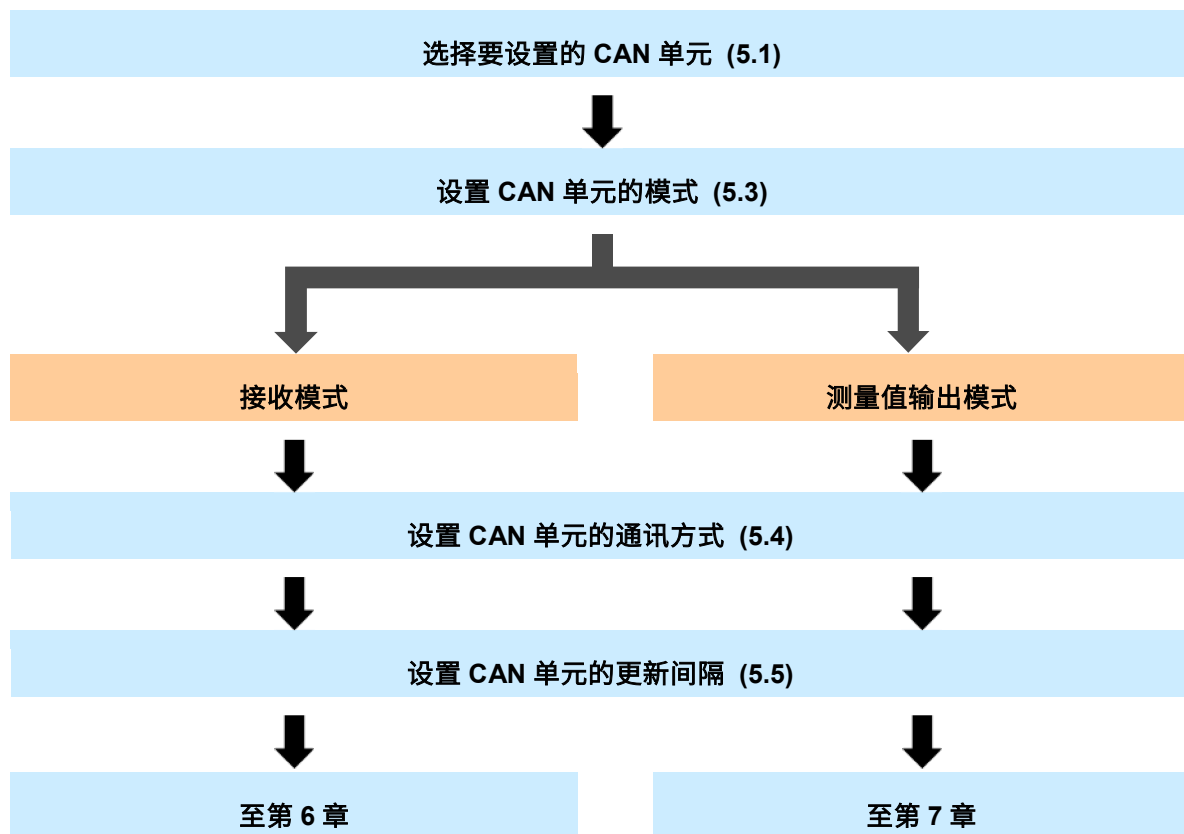 选择要设置的 CAN 单元 (5.1)
设置 CAN 单元的模式 (5.3)
接收模式
测量值输出模式
设置 CAN 单元的通讯方式 (5.4)
设置 CAN 单元的更新间隔 (5.5)
至第 6 章
至第 7 章